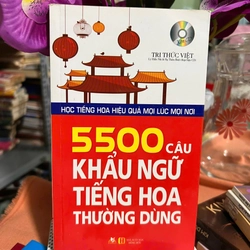 TRI THỨC VIỆT
HỌC TIẾNG HOA HIỆU QUẢ MỌI LÚC MỌI NƠI
5500 CÂU
KHẨU NGỮ
TIẾNG HOA
THƯỜNG DÙNG